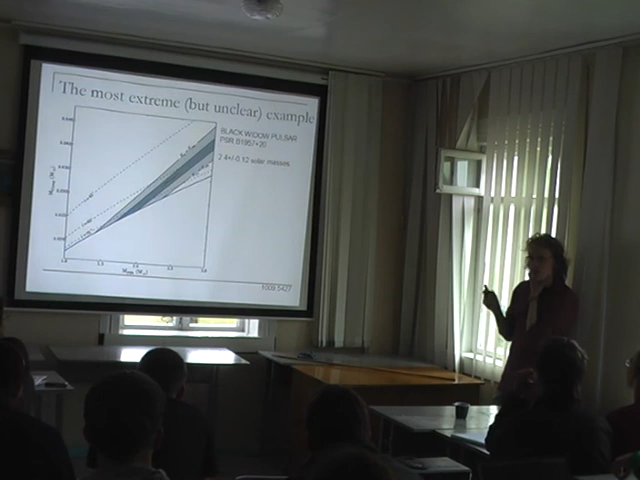 The most extreme (but unclear) example
BLACK WIDOW PULSAR
PSR B1957+20
2.4+/-0.12 solar masses
1009.5427